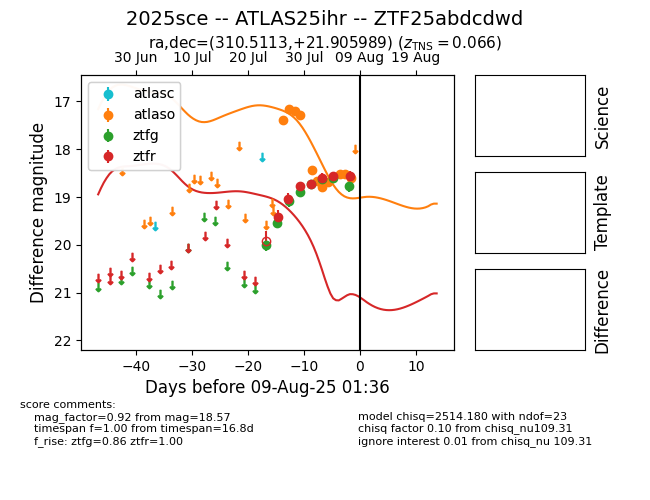 2025sce -- ATLAS25ihr -- ZTF25abdcdwd
ra,dec=(310.5113,+21.905989) (z_TNS = 0.066)
30 Jun 10 Jul 20 Jul 30 Jul 09 Aug 19 Aug
atlasc
atlaso
ztfg
ztfr
17
18
19
20
21
22
Difference magnitude
−40 −30 −20 −10 0 10
Days before 09-Aug-25 01:36
Science
Template
Difference
score comments:
mag_factor=0.92 from mag=18.57
timespan f=1.00 from timespan=16.8d
f_rise: ztfg=0.86 ztfr=1.00
model chisq=2514.180 with ndof=23
chisq factor 0.10 from chisq_nu109.31
ignore interest 0.01 from chisq_nu 109.31